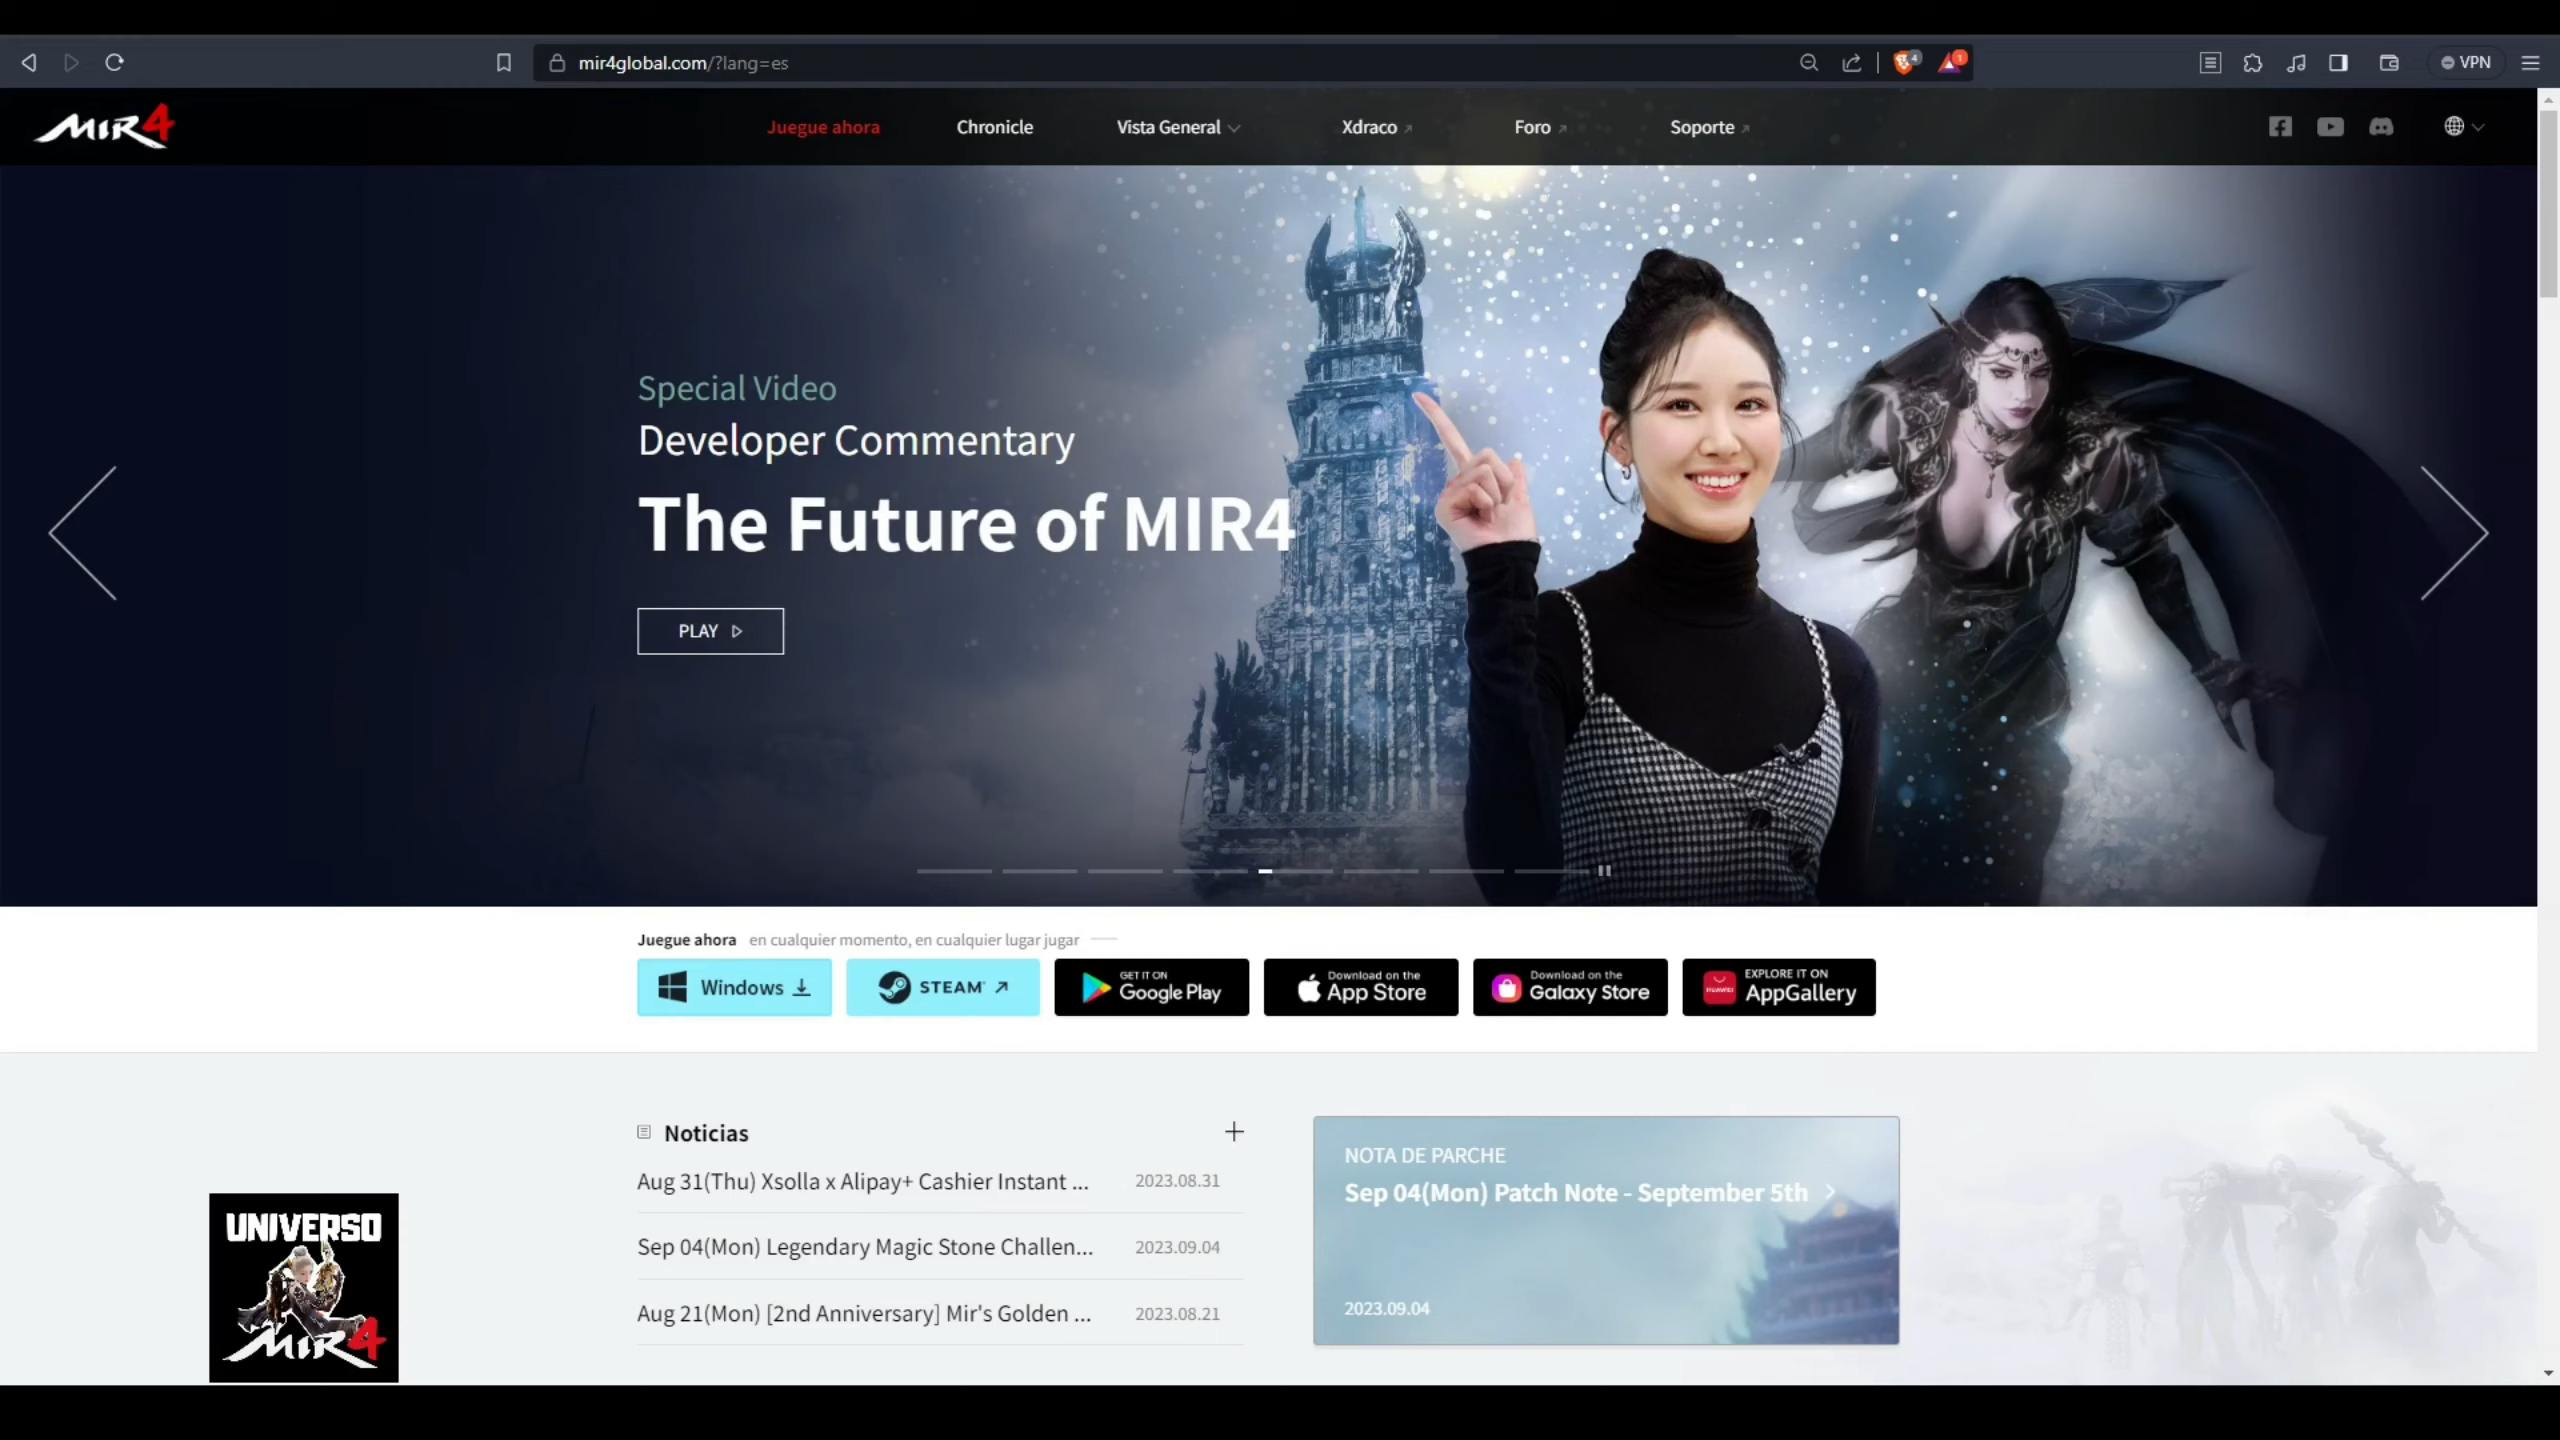 mir4global.com/?lang=es
4
1
VPN
MIR4
Juegue ahora
Chronicle
Vista General
Xdraco
Foro
Soporte
Special Video
Developer Commentary
The Future of MIR4
PLAY
Juegue ahora en cualquier momento, en cualquier lugar jugar
Windows
STEAM
GET IT ON
Google Play
Download on the
App Store
Download on the
Galaxy Store
HUAWEI
EXPLORE IT ON
AppGallery
Noticias
Aug 31(Thu) Xsolla x Alipay+ Cashier Instant ... 2023.08.31
Sep 04(Mon) Legendary Magic Stone Challen... 2023.09.04
Aug 21(Mon) [2nd Anniversary] Mir's Golden ... 2023.08.21
NOTA DE PARCHE
Sep 04(Mon) Patch Note - September 5th
2023.09.04
UNIVERSO
MIR4